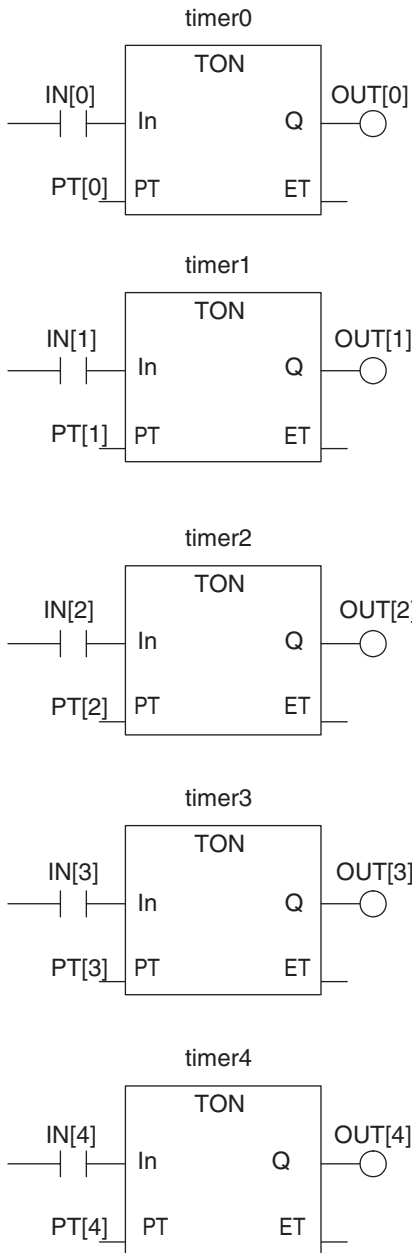 timer0
TON
IN[0] OUT[0]
In Q
PT[0] PT ET
timer1
TON
IN[1] OUT[1]
In Q
PT[1] PT ET
timer2
TON
IN[2] OUT[2]
In Q
PT[2] PT ET
timer3
TON
IN[3] OUT[3]
In Q
PT[3] PT ET
timer4
TON
IN[4] OUT[4]
In Q
PT[4] PT ET